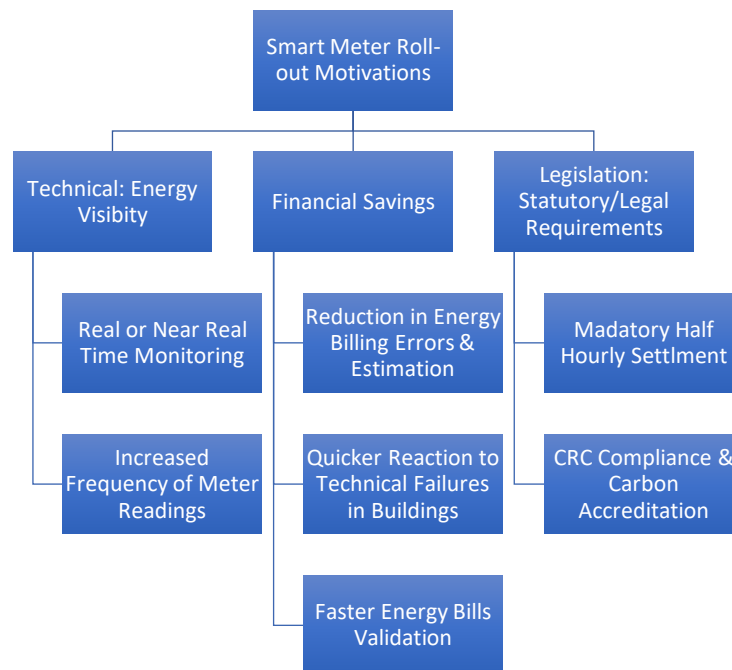 Smart Meter Roll-
out Motivations
Technical: Energy
Visibity
Financial Savings
Legislation:
Statutory/Legal
Requirements
Real or Near Real
Time Monitoring
Reduction in Energy
Billing Errors &
Estimation
Madatory Half
Hourly Settlment
Increased
Frequency of Meter
Readings
Quicker Reaction to
Technical Failures
in Buildings
CRC Compliance &
Carbon
Accreditation
Faster Energy Bills
Validation